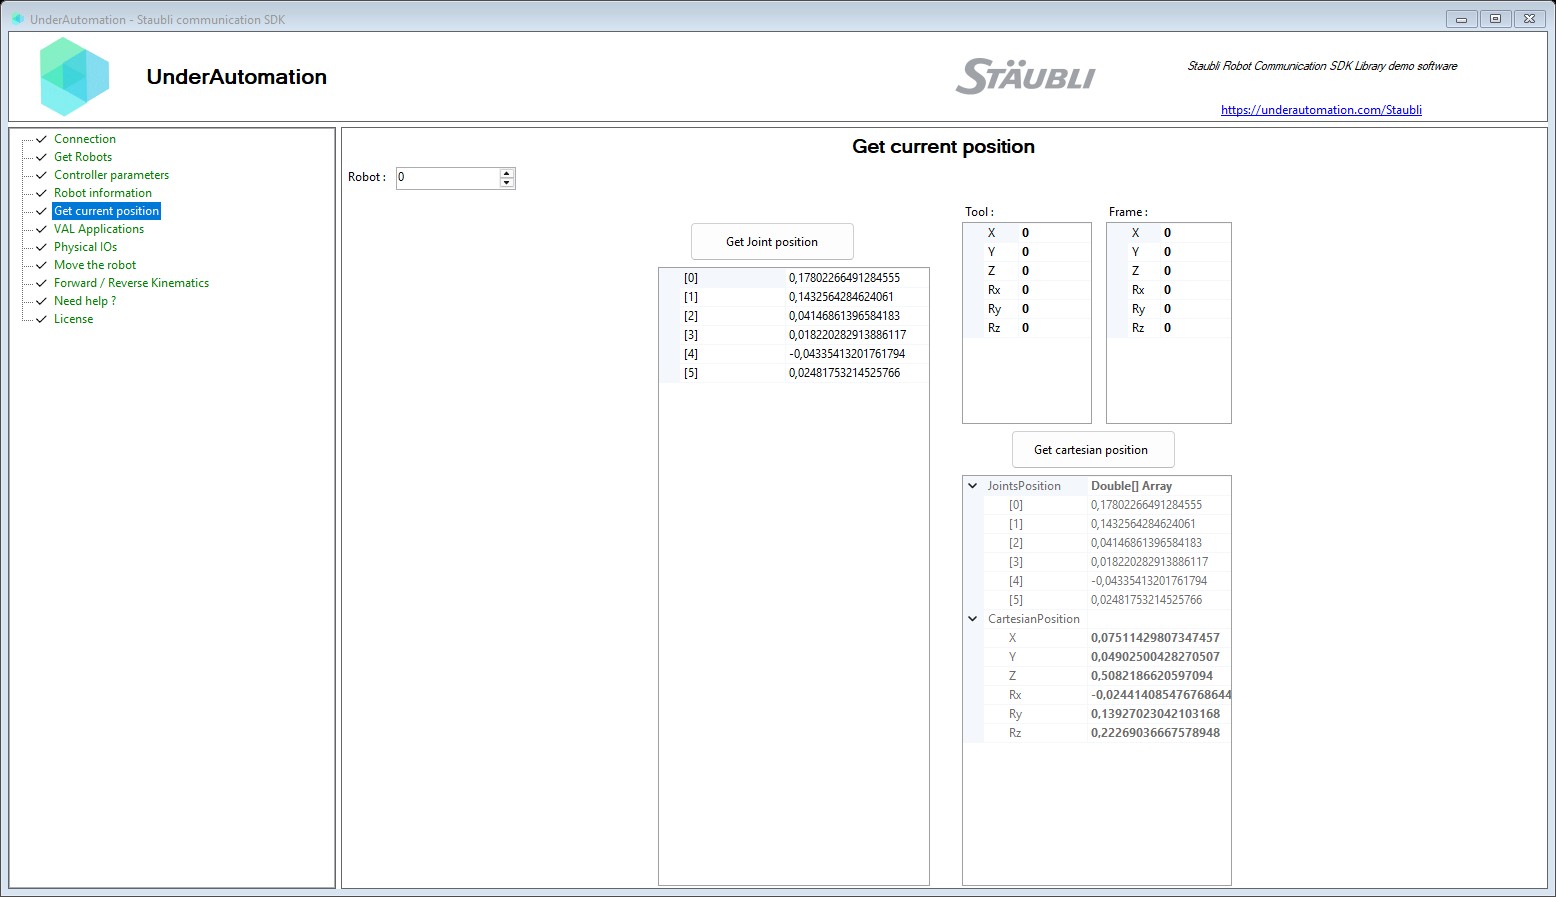 UnderAutomation - Staubli communication SDK
UnderAutomation
STÄUBLI
Staubli Robot Communication SDK Library demo software
https://underautomation.com/Staubli
Connection
Get Robots
Controller parameters
Robot information
Get current position
VAL Applications
Physical IOs
Move the robot
Forward / Reverse Kinematics
Need help ?
License
Get current position
Robot : 0
Get Joint position
[0] 0,17802266491284555
[1] 0,1432564284624061
[2] 0,04146861396584183
[3] 0,018220282913886117
[4] -0,04335413201761794
[5] 0,02481753214525766
Tool :
X 0
Y 0
Z 0
Rx 0
Ry 0
Rz 0
Frame :
X 0
Y 0
Z 0
Rx 0
Ry 0
Rz 0
Get cartesian position
JointsPosition Double[] Array
[0] 0,17802266491284555
[1] 0,1432564284624061
[2] 0,04146861396584183
[3] 0,018220282913886117
[4] -0,04335413201761794
[5] 0,02481753214525766
CartesianPosition
X 0,07511429807347457
Y 0,04902500428270507
Z 0,5082186620597094
Rx -0,024414085476768644
Ry 0,13927023042103168
Rz 0,22269036667578948